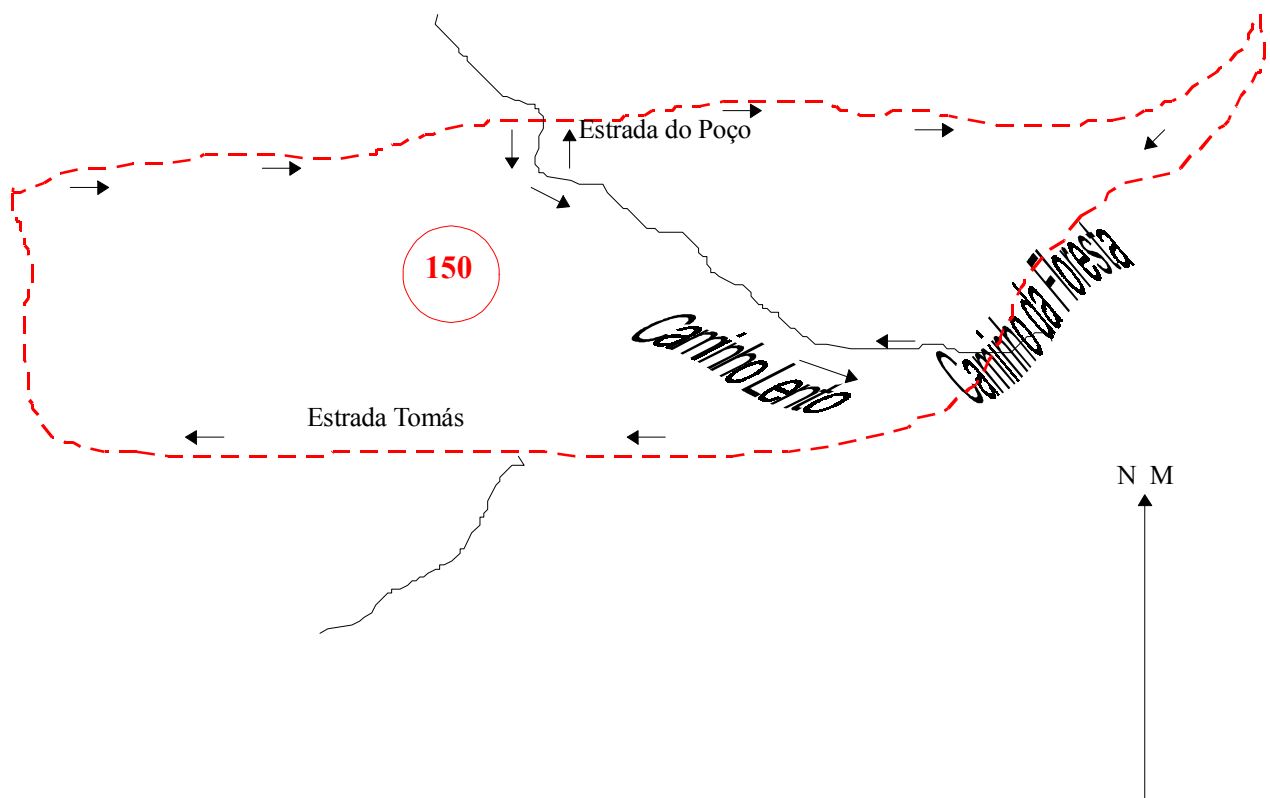 Estrada do Poço
150
Caminho da Floresta
Caminho Lento
Estrada Tomás
N M